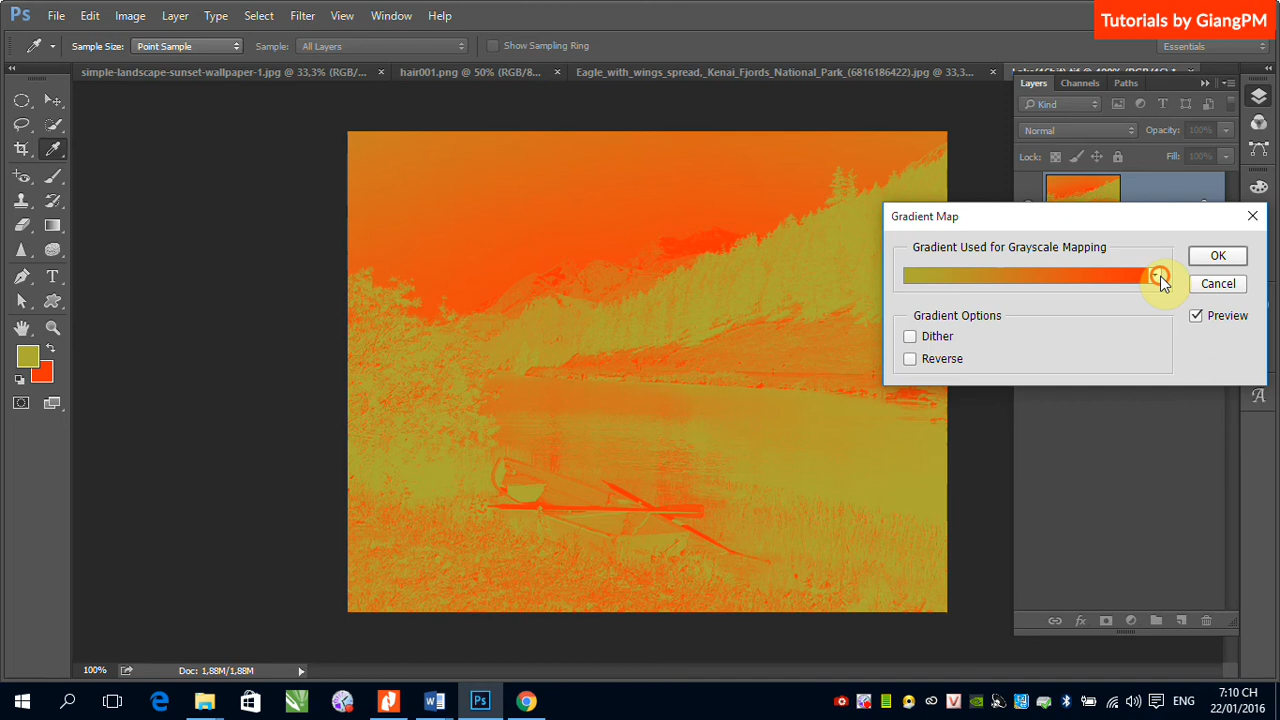 Ps File Edit Image Layer Type Select Filter View Window Help
Tutorials by GiangPM
Sample Size: Point Sample Sample: All Layers Show Sampling Ring Essentials
simple-landscape-sunset-wallpaper-1.jpg @ 33,3% (RGB/... × hair001.png @ 50% (RGB/8... × Eagle_with_wings_spread,_Kenai_Fjords_National_Park_(6816186422).jpg @ 33,3... ×
Layers Channels Paths
Kind
Normal Opacity: 100%
Lock: Fill: 100%
Gradient Map
Gradient Used for Grayscale Mapping
OK
Cancel
Gradient Options
Preview
Dither
Reverse
100% Doc: 1,88M/1,88M
ENG
7:10 CH
22/01/2016